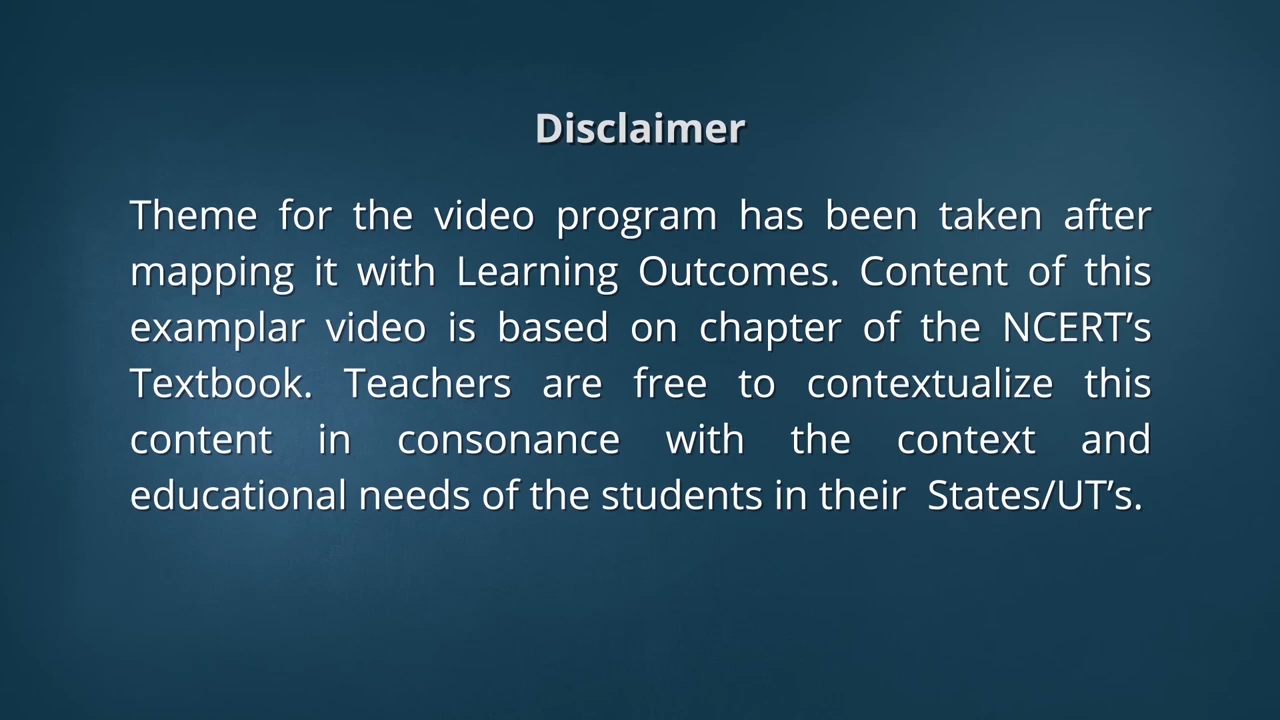 Disclaimer
Theme for the video program has been taken after
mapping it with Learning Outcomes. Content of this
examplar video is based on chapter of the NCERT’s
Textbook. Teachers are free to contextualize this
content in consonance with the context and
educational needs of the students in their  States/UT’s.